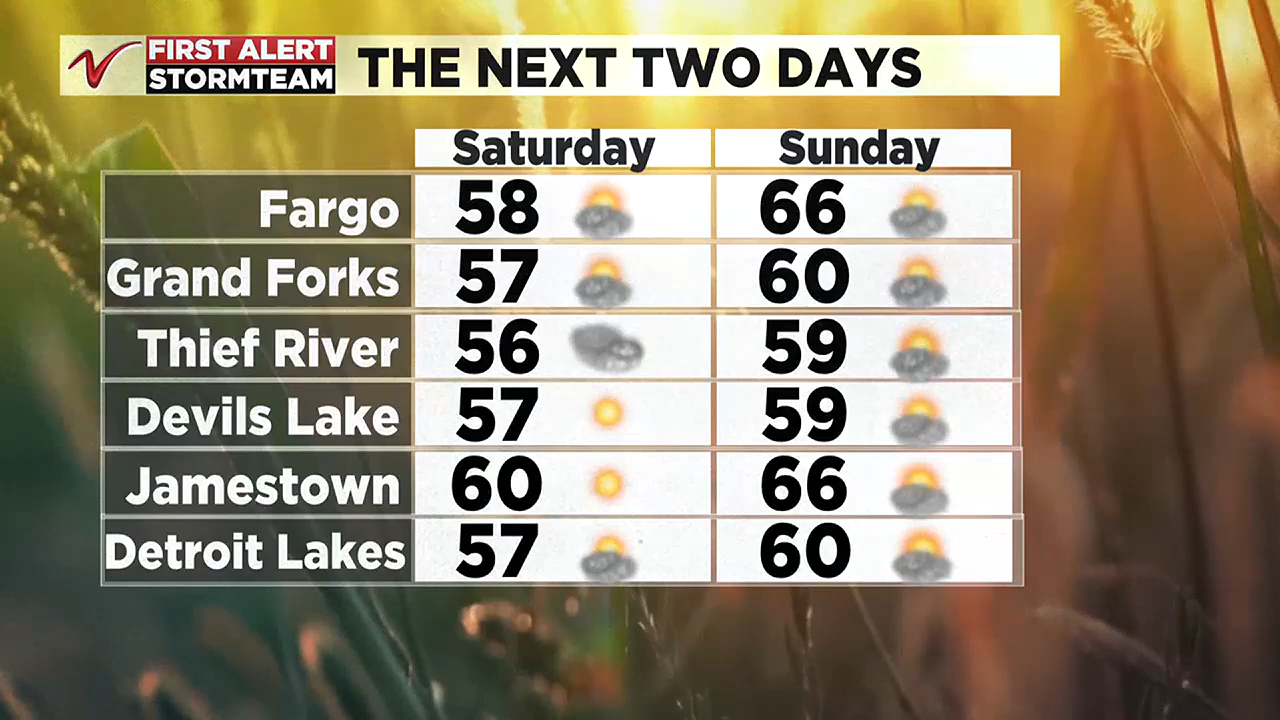 FIRST ALERT
STORMTEAM
THE NEXT TWO DAYS
Saturday Sunday
Fargo 58 66
Grand Forks 57 60
Thief River 56 59
Devils Lake 57 59
Jamestown 60 66
Detroit Lakes 57 60